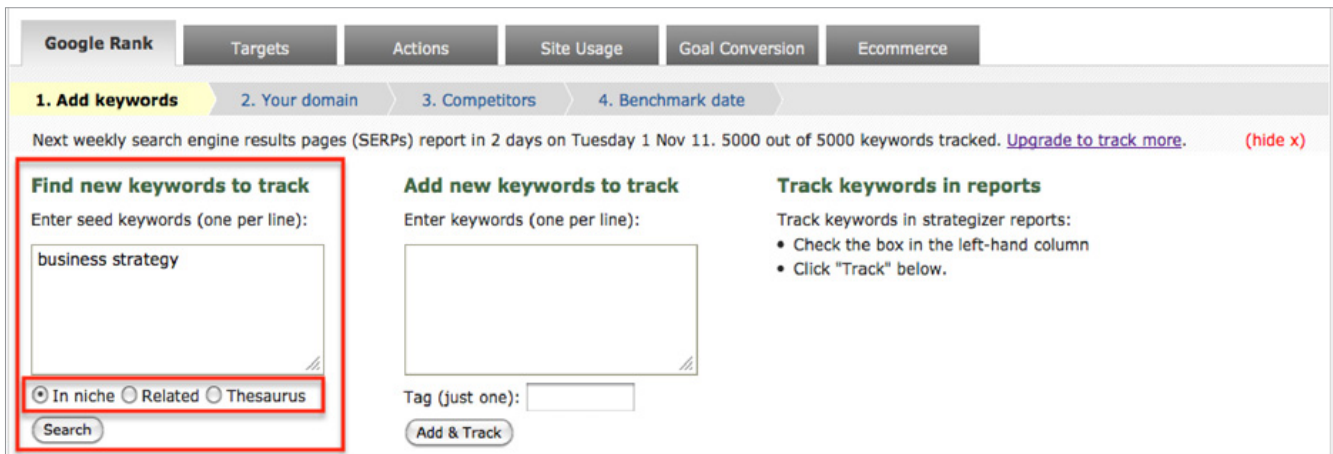 Google Rank Targets Actions Site Usage Goal Conversion Ecommerce
1. Add keywords 2. Your domain 3. Competitors 4. Benchmark date
Next weekly search engine results pages (SERPs) report in 2 days on Tuesday 1 Nov 11. 5000 out of 5000 keywords tracked. Upgrade to track more. (hide x)
Find new keywords to track
Enter seed keywords (one per line):
business strategy
In niche Related Thesaurus
Search
Add new keywords to track
Enter keywords (one per line):
Tag (just one):
Add & Track
Track keywords in reports
Track keywords in strategizer reports:
• Check the box in the left-hand column
• Click "Track" below.